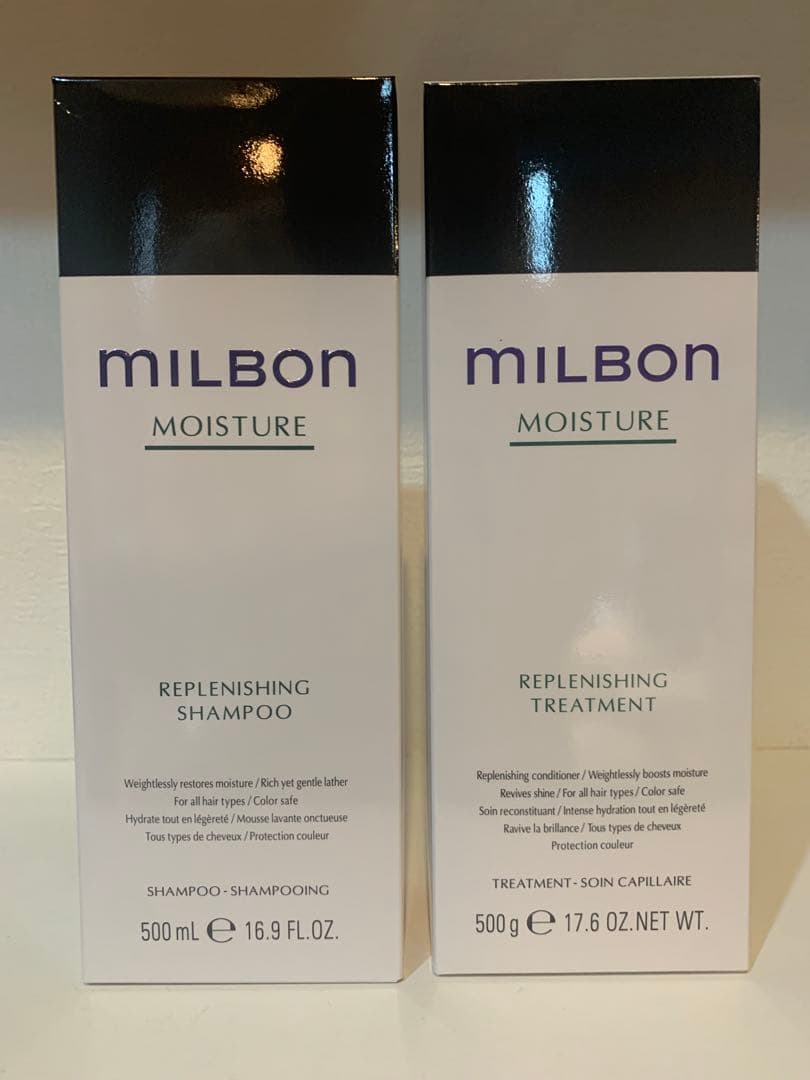 MILBON
MOISTURE
REPLENISHING
SHAMPOO
Weightlessly restores moisture / Rich yet gentle lather
For all hair types / Color safe
Hydrate tout en légèreté / Mousse lavante onctueuse
Tous types de cheveux / Protection couleur
SHAMPOO - SHAMPOOING
500 mL ℮ 16.9 FL.OZ.
MILBON
MOISTURE
REPLENISHING
TREATMENT
Replenishing conditioner / Weightlessly boosts moisture
Revives shine / For all hair types / Color safe
Soin reconstituant / Intense hydration tout en légèreté
Ravive la brillance / Tous types de cheveux
Protection couleur
TREATMENT - SOIN CAPILLAIRE
500 g ℮ 17.6 OZ.NET WT.